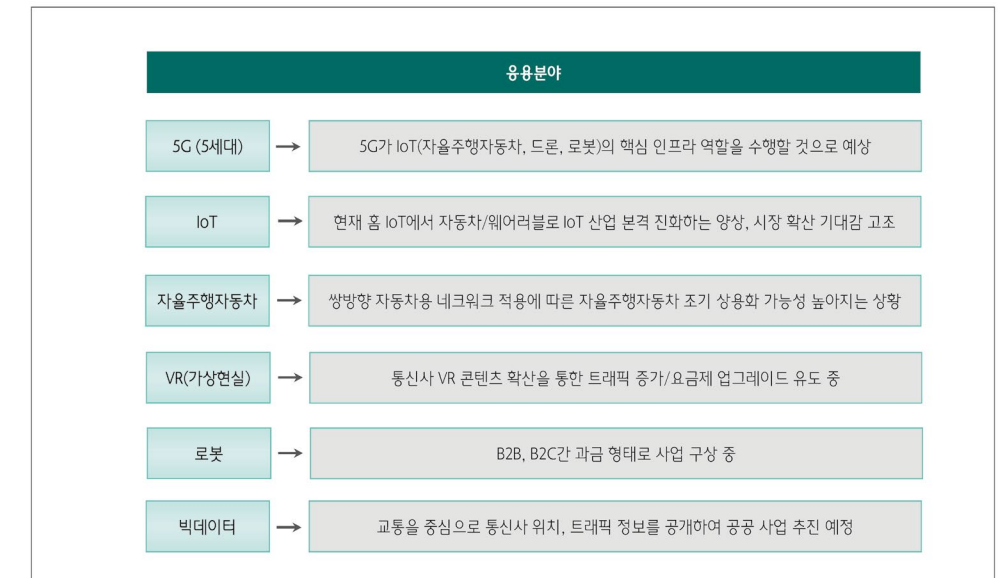 응용분야
5G (5세대)
5G가 IoT(자율주행자동차, 드론, 로봇)의 핵심 인프라 역할을 수행할 것으로 예상
IoT
현재 홈 IoT에서 자동차/웨어러블로 IoT 산업 본격 진화하는 양상, 시장 확산 기대감 고조
자율주행자동차
쌍방향 자동차용 네크워크 적용에 따른 자율주행자동차 조기 상용화 가능성 높아지는 상황
VR(가상현실)
통신사 VR 콘텐츠 확산을 통한 트래픽 증가/요금제 업그레이드 유도 중
로봇
B2B, B2C간 과금 형태로 사업 구상 중
빅데이터
교통을 중심으로 통신사 위치, 트래픽 정보를 공개하여 공공 사업 추진 예정